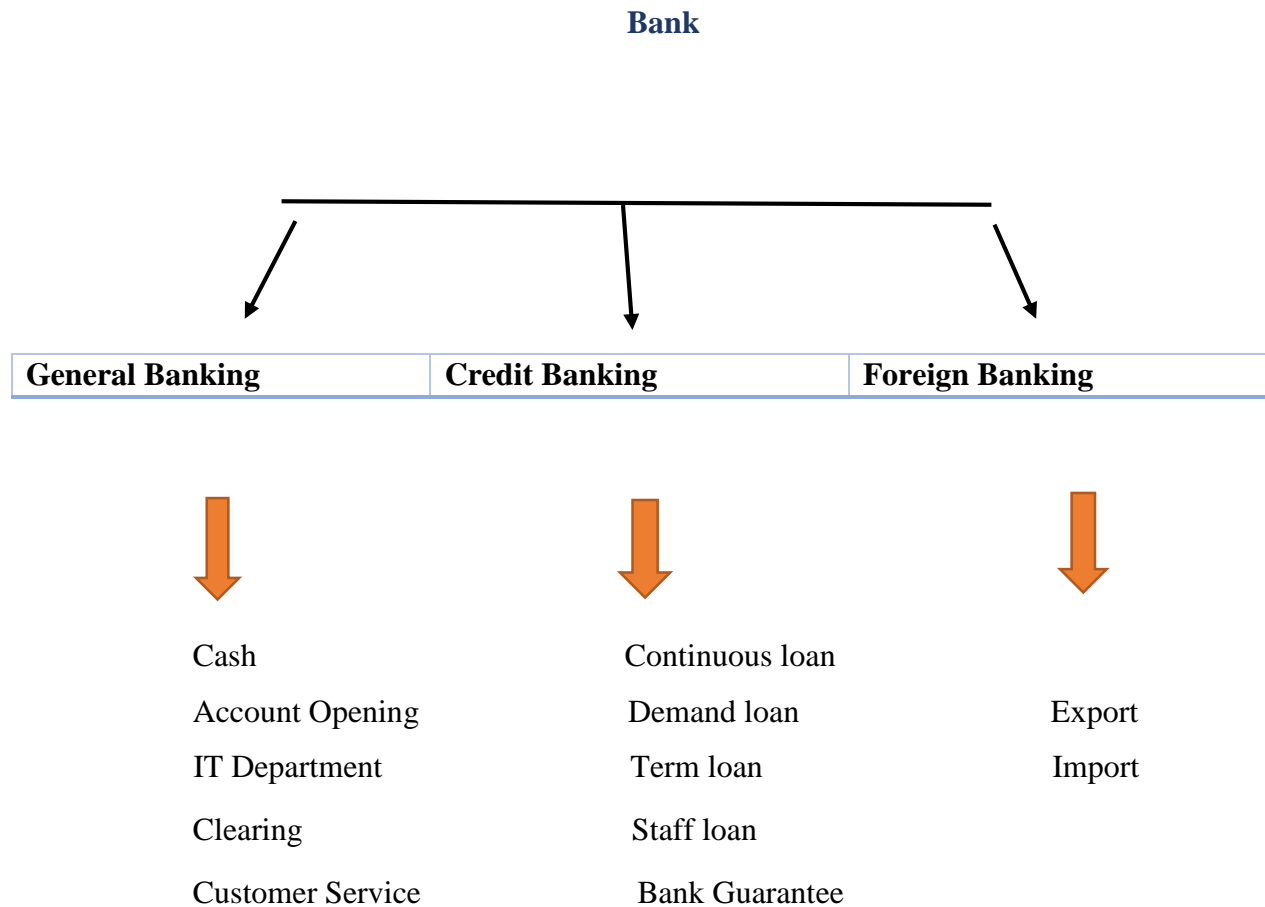 Bank
General Banking Credit Banking Foreign Banking
Cash Continuous loan
Account Opening Demand loan Export
IT Department Term loan Import
Clearing Staff loan
Customer Service Bank Guarantee